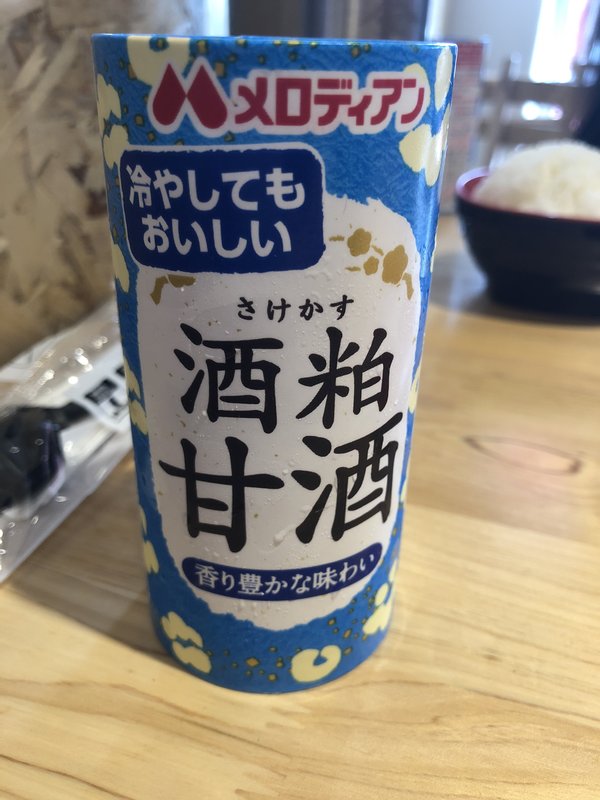 メロディアン
冷やしても
おいしい
さけかす
酒粕
甘酒
香り豊かな味わい